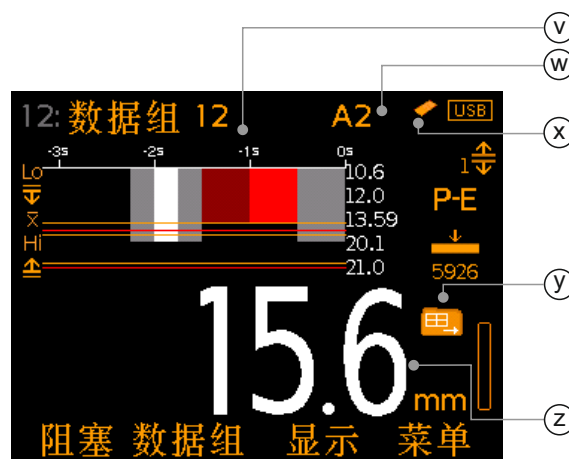 v
w
12: 数据组 12 A2 USB
x
-3s -2s -1s 0s
1
Lo 10.6
12.0
P-E
x̄ 13.59
Hi 20.1
21.0
5926
y
15.6
mm
z
阻塞 数据组 显示 菜单